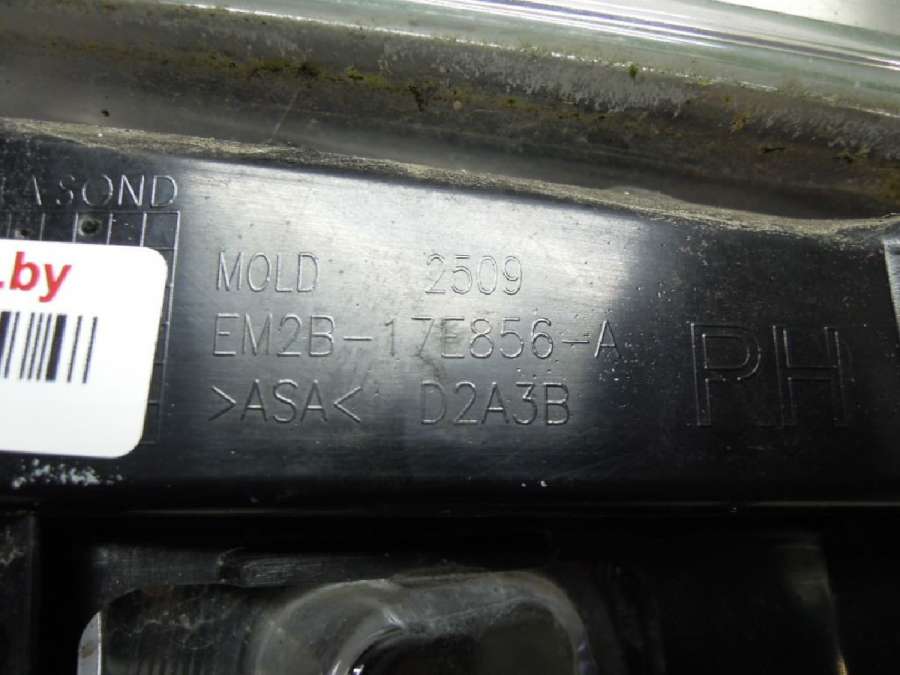 ASOND
.by
MOLD 2509
EM2B-17E856-A
>ASA< D2A3B
RH